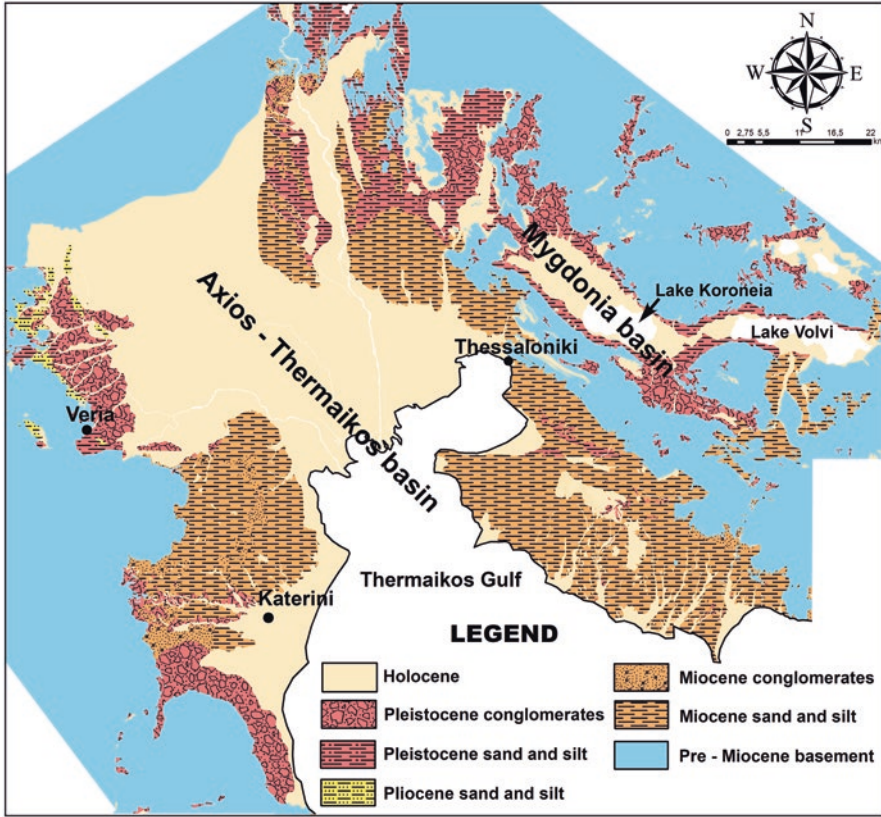 N
W E
S
0 2,75 5,5 11 16,5 22
km
Mygdonia basin
Axios - Thermaikos basin
Lake Koroneia
Lake Volvi
Thessaloniki
Veria
Thermaikos Gulf
Katerini
LEGEND
Holocene
Pleistocene conglomerates
Pleistocene sand and silt
Pliocene sand and silt
Miocene conglomerates
Miocene sand and silt
Pre - Miocene basement